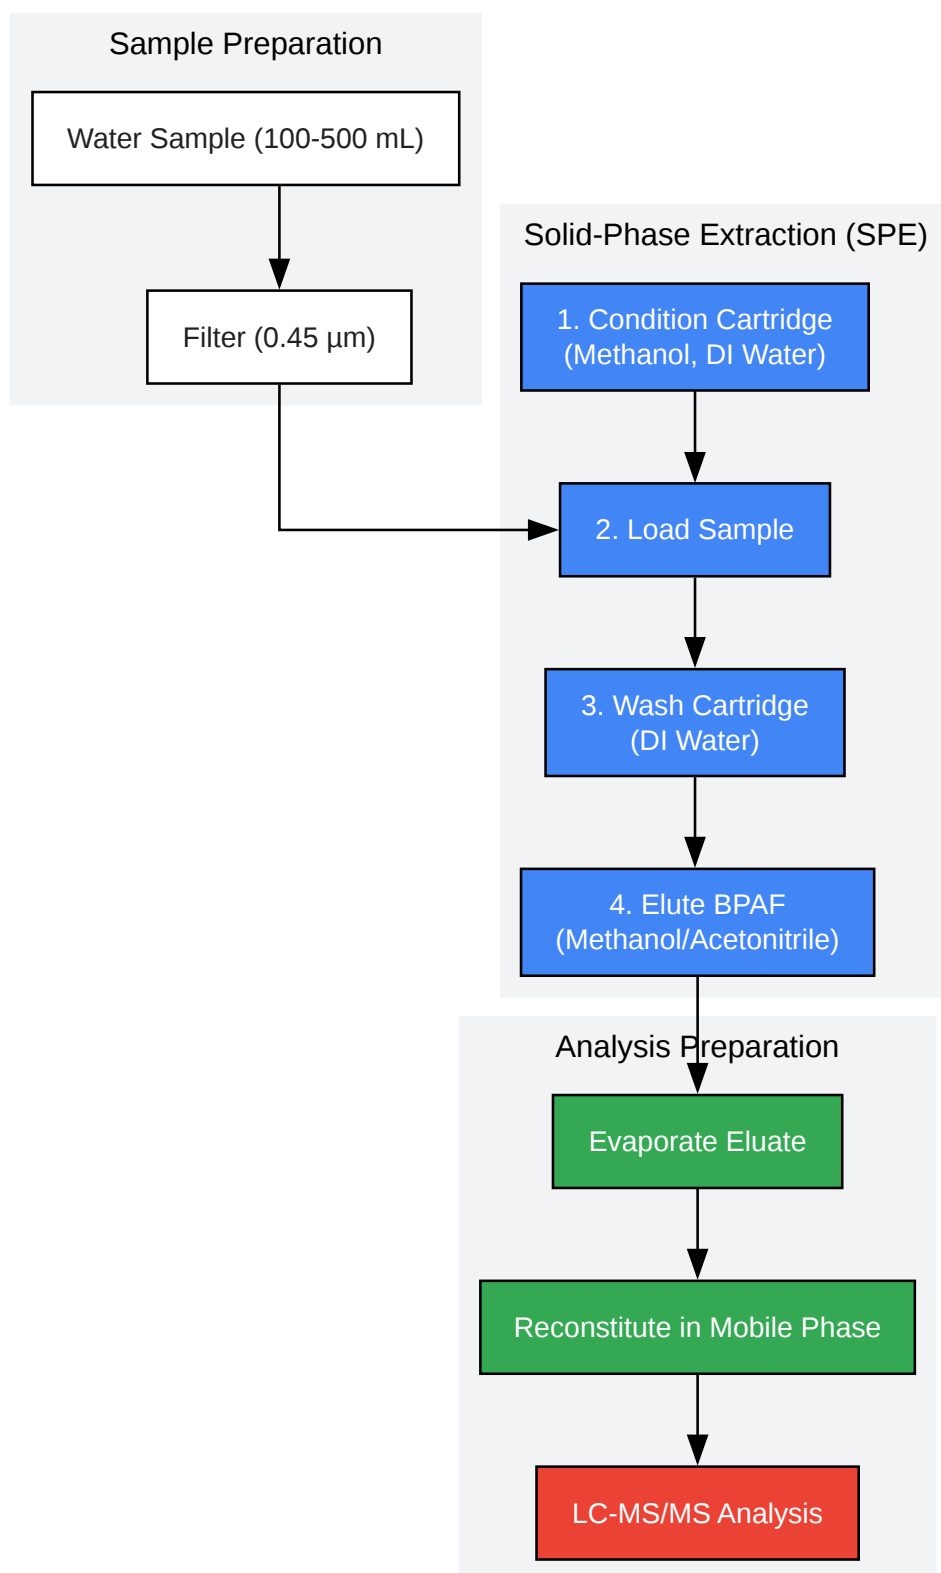 Sample Preparation
Water Sample (100-500 mL)
Filter (0.45 µm)
Solid-Phase Extraction (SPE)
1. Condition Cartridge
(Methanol, DI Water)
2. Load Sample
3. Wash Cartridge
(DI Water)
4. Elute BPAF
(Methanol/Acetonitrile)
Analysis Preparation
Evaporate Eluate
Reconstitute in Mobile Phase
LC-MS/MS Analysis